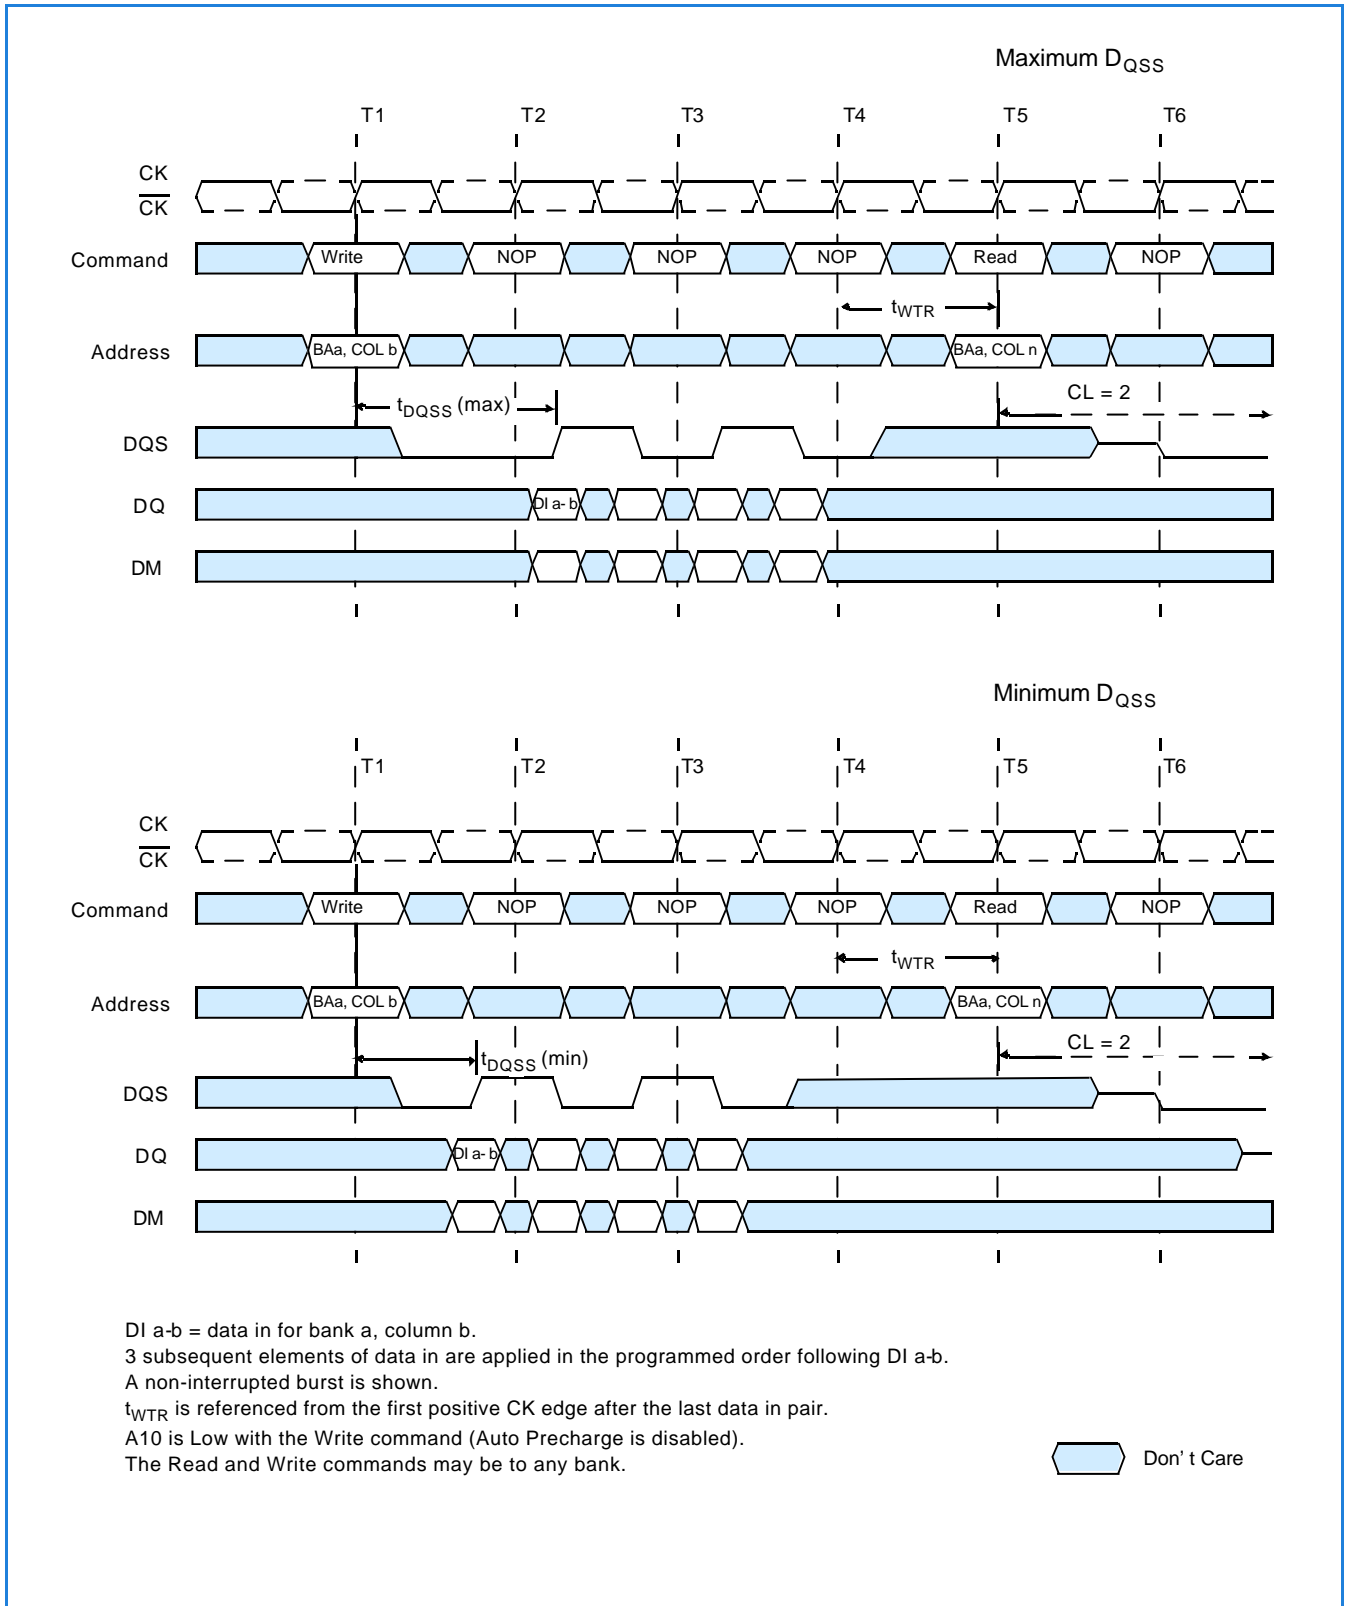 Maximum DQSS
T1 T2 T3 T4 T5 T6
CK
CK
Command Write NOP NOP NOP Read NOP
tWTR
Address BAa, COL b BAa, COL n
tDQSS (max) CL = 2
DQS
DQ DI a- b
DM
Minimum DQSS
T1 T2 T3 T4 T5 T6
CK
CK
Command Write NOP NOP NOP Read NOP
tWTR
Address BAa, COL b BAa, COL n
tDQSS (min) CL = 2
DQS
DQ DI a- b
DM
DI a-b = data in for bank a, column b.
3 subsequent elements of data in are applied in the programmed order following DI a-b.
A non-interrupted burst is shown.
tWTR is referenced from the first positive CK edge after the last data in pair.
A10 is Low with the Write command (Auto Precharge is disabled).
The Read and Write commands may be to any bank.
Don' t Care